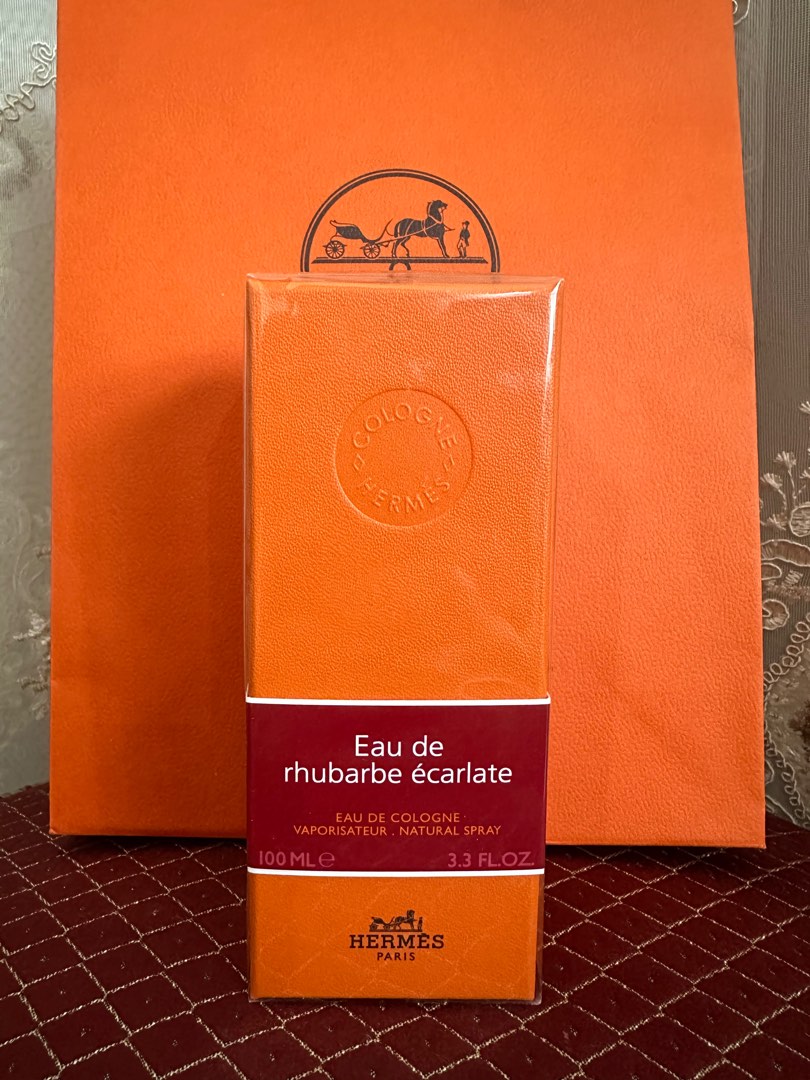 COLOGNE
HERMÈS
Eau de
rhubarbe écarlate
EAU DE COLOGNE
VAPORISATEUR . NATURAL SPRAY
100 ML ℮ 3.3 FL.OZ.
HERMÈS
PARIS